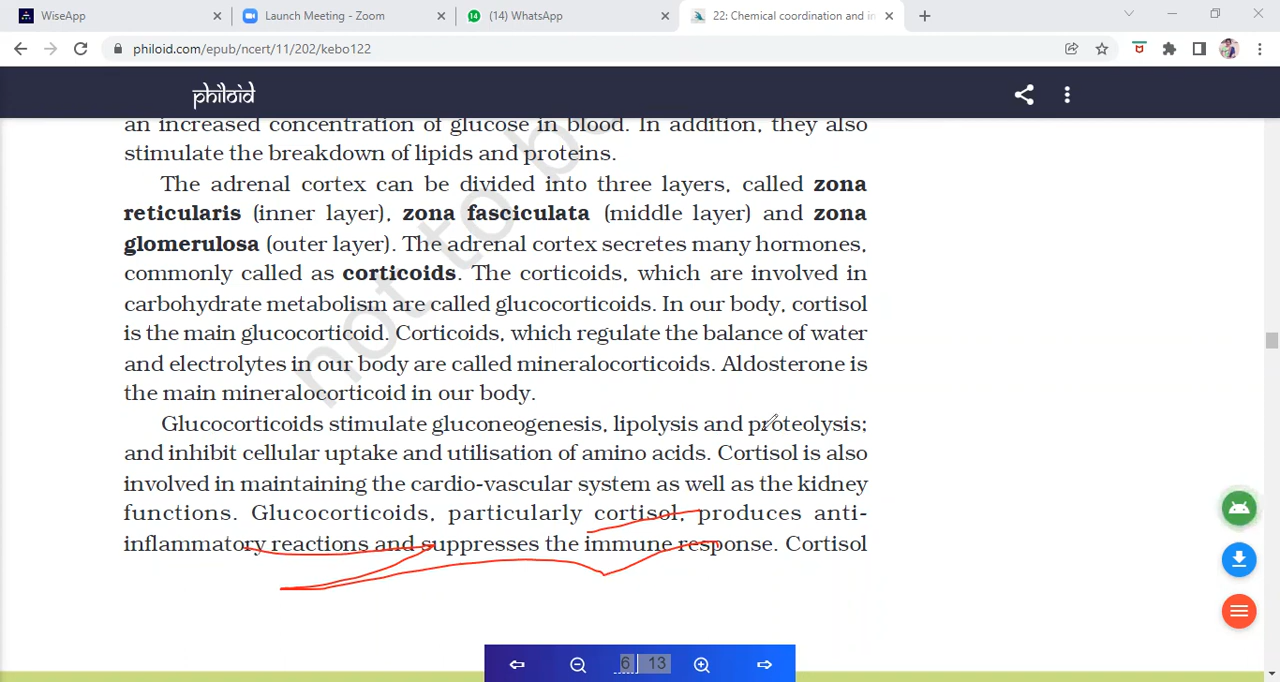 WiseApp
Launch Meeting - Zoom
14
(14) WhatsApp
22: Chemical coordination and in
philoid.com/epub/ncert/11/202/kebo122
philoid
an increased concentration of glucose in blood. In addition, they also
stimulate the breakdown of lipids and proteins.
The adrenal cortex can be divided into three layers, called zona
reticularis (inner layer), zona fasciculata (middle layer) and zona
glomerulosa (outer layer). The adrenal cortex secretes many hormones,
commonly called as corticoids. The corticoids, which are involved in
carbohydrate metabolism are called glucocorticoids. In our body, cortisol
is the main glucocorticoid. Corticoids, which regulate the balance of water
and electrolytes in our body are called mineralocorticoids. Aldosterone is
the main mineralocorticoid in our body.
Glucocorticoids stimulate gluconeogenesis, lipolysis and proteolysis;
and inhibit cellular uptake and utilisation of amino acids. Cortisol is also
involved in maintaining the cardio-vascular system as well as the kidney
functions. Glucocorticoids, particularly cortisol, produces anti-
inflammatory reactions and suppresses the immune response. Cortisol
not to b
6 13